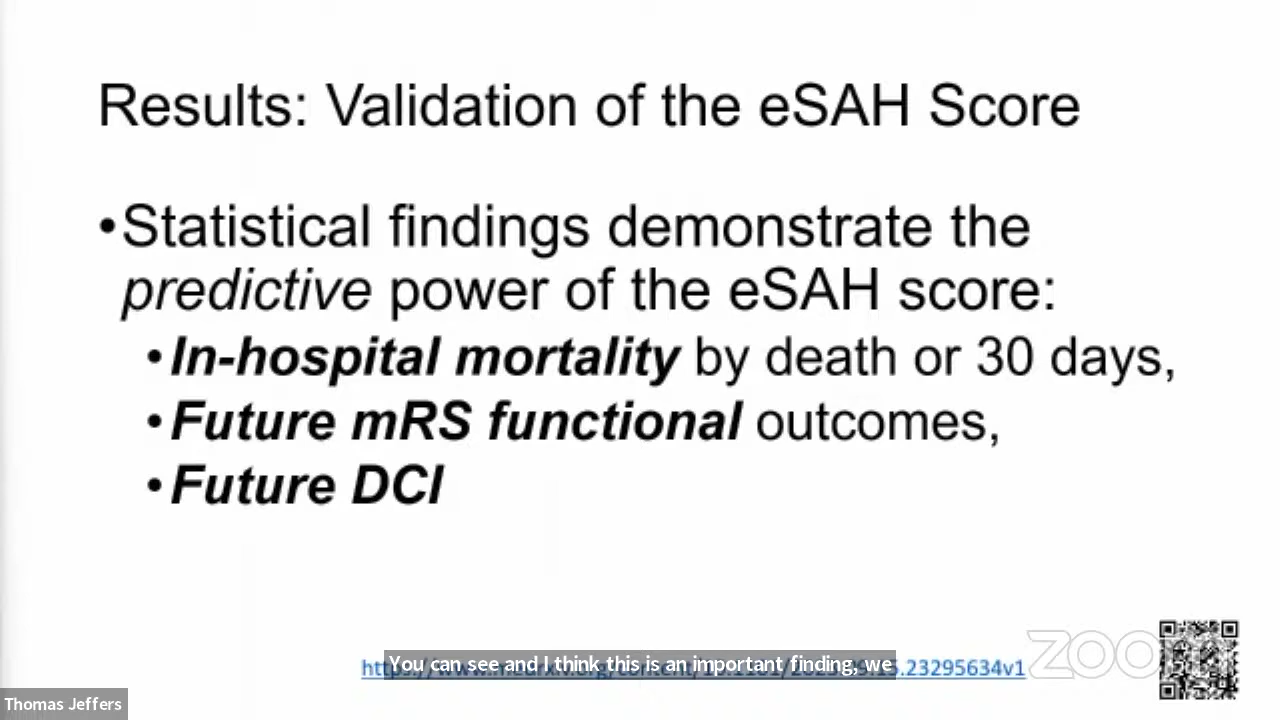 Results: Validation of the eSAH Score
•Statistical findings demonstrate the
predictive power of the eSAH score:
•In-hospital mortality by death or 30 days,
•Future mRS functional outcomes,
•Future DCI
You can see and I think this is an important finding, we
.23295634v1
zoo
Thomas Jeffers